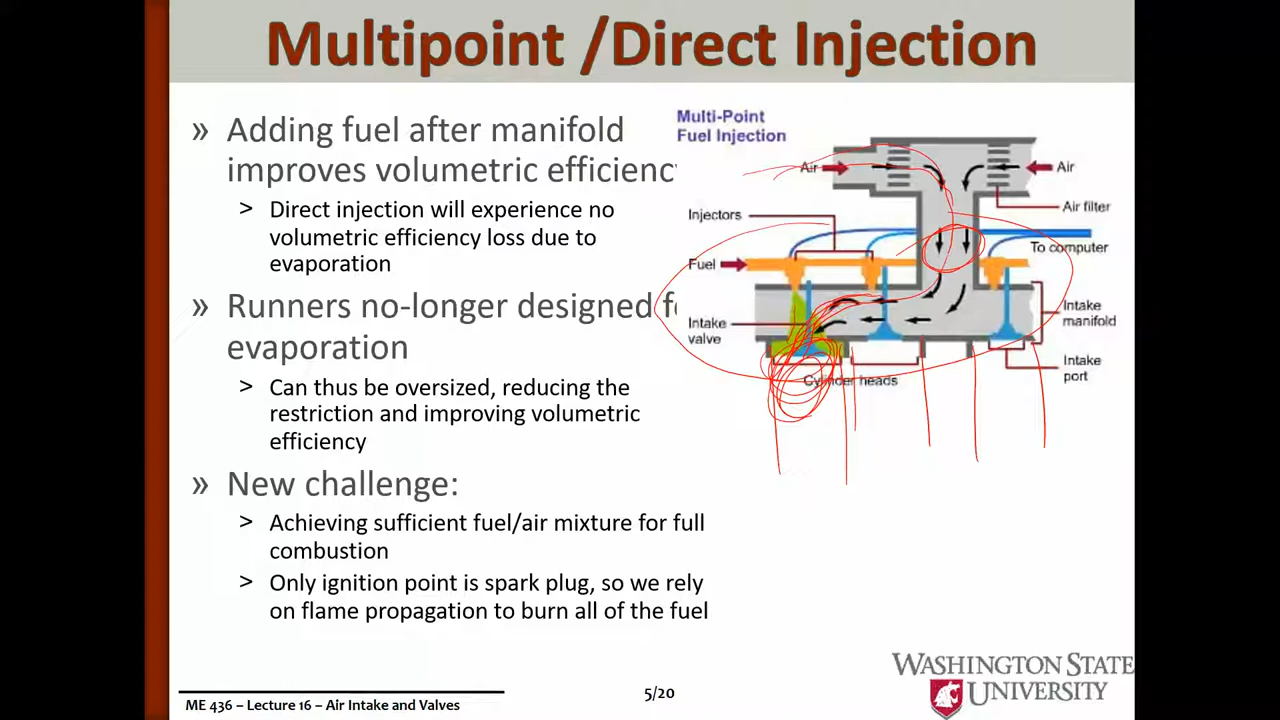 Multipoint /Direct Injection
» Adding fuel after manifold
improves volumetric efficienc
> Direct injection will experience no
volumetric efficiency loss due to
evaporation
» Runners no-longer designed f
evaporation
> Can thus be oversized, reducing the
restriction and improving volumetric
efficiency
» New challenge:
> Achieving sufficient fuel/air mixture for full
combustion
> Only ignition point is spark plug, so we rely
on flame propagation to burn all of the fuel
Multi-Point
Fuel Injection
Air
Air
Air filter
Injectors
To computer
Fuel
Intake
valve
Intake
manifold
Intake
port
Cylinder heads
ME 436 – Lecture 16 – Air Intake and Valves
5/20
WASHINGTON STATE
UNIVERSITY